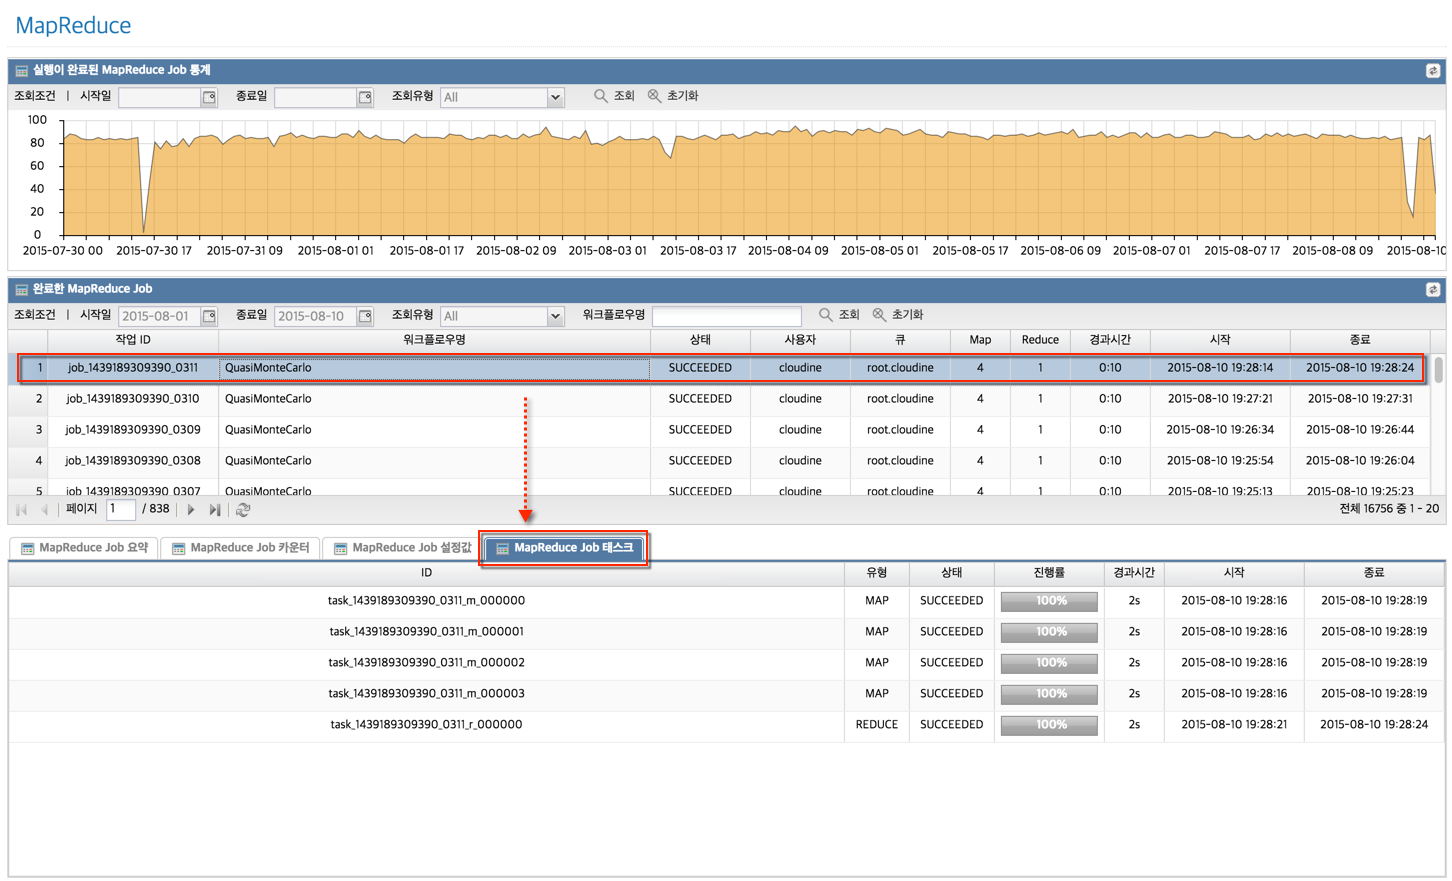 MapReduce
실행이 완료된 MapReduce Job 통계
조회조건 | 시작일 종료일 조회유형 All 조회 초기화
100
80
60
40
20
0
2015-07-30 00 2015-07-30 17 2015-07-31 09 2015-08-01 01 2015-08-01 17 2015-08-02 09 2015-08-03 01 2015-08-03 17 2015-08-04 09 2015-08-05 01 2015-08-05 17 2015-08-06 09 2015-08-07 01 2015-08-07 17 2015-08-08 09 2015-08-10
완료한 MapReduce Job
조회조건 | 시작일 2015-08-01 종료일 2015-08-10 조회유형 All 워크플로우명 조회 초기화
작업 ID 워크플로우명 상태 사용자 큐 Map Reduce 경과시간 시작 종료
1 job_1439189309390_0311 QuasiMonteCarlo SUCCEEDED cloudine root.cloudine 4 1 0:10 2015-08-10 19:28:14 2015-08-10 19:28:24
2 job_1439189309390_0310 QuasiMonteCarlo SUCCEEDED cloudine root.cloudine 4 1 0:10 2015-08-10 19:27:21 2015-08-10 19:27:31
3 job_1439189309390_0309 QuasiMonteCarlo SUCCEEDED cloudine root.cloudine 4 1 0:10 2015-08-10 19:26:34 2015-08-10 19:26:44
4 job_1439189309390_0308 QuasiMonteCarlo SUCCEEDED cloudine root.cloudine 4 1 0:10 2015-08-10 19:25:54 2015-08-10 19:26:04
5 job_1439189309390_0307 QuasiMonteCarlo SUCCEEDED cloudine root.cloudine 4 1 0:10 2015-08-10 19:25:13 2015-08-10 19:25:23
페이지 1 / 838 전체 16756 중 1 - 20
MapReduce Job 요약 MapReduce Job 카운터 MapReduce Job 설정값 MapReduce Job 태스크
ID 유형 상태 진행률 경과시간 시작 종료
task_1439189309390_0311_m_000000 MAP SUCCEEDED 100% 2s 2015-08-10 19:28:16 2015-08-10 19:28:19
task_1439189309390_0311_m_000001 MAP SUCCEEDED 100% 2s 2015-08-10 19:28:16 2015-08-10 19:28:19
task_1439189309390_0311_m_000002 MAP SUCCEEDED 100% 2s 2015-08-10 19:28:16 2015-08-10 19:28:19
task_1439189309390_0311_m_000003 MAP SUCCEEDED 100% 2s 2015-08-10 19:28:16 2015-08-10 19:28:19
task_1439189309390_0311_r_000000 REDUCE SUCCEEDED 100% 2s 2015-08-10 19:28:21 2015-08-10 19:28:24